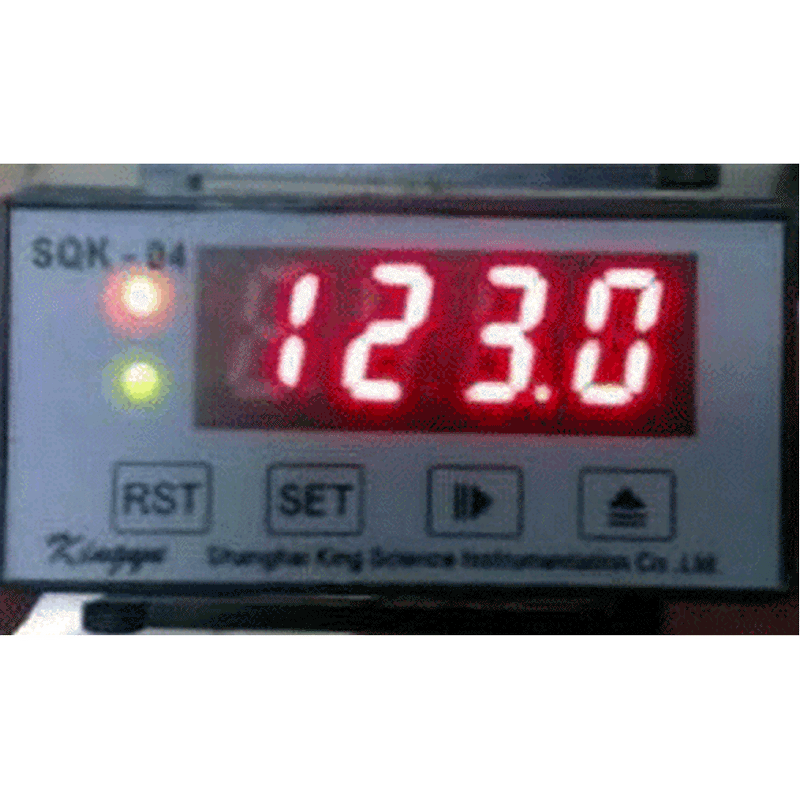 SQK - 04
123.0
RST SET
Shanghai King Science Instrumentation Co .Ltd.